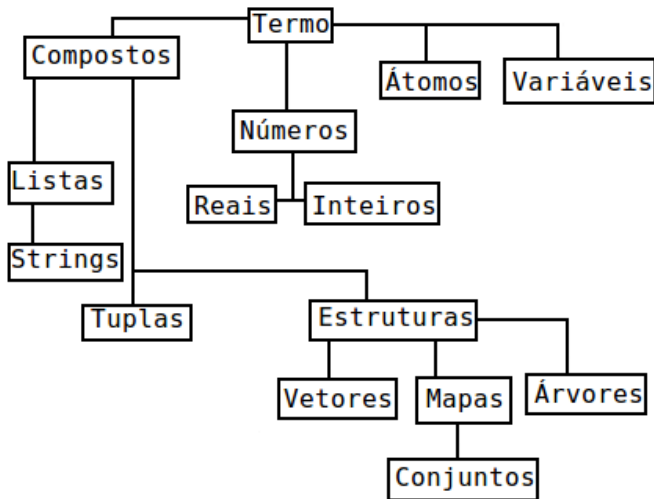 Termo
Compostos
Átomos
Variáveis
Números
Listas
Reais
Inteiros
Strings
Tuplas
Estruturas
Vetores
Mapas
Árvores
Conjuntos